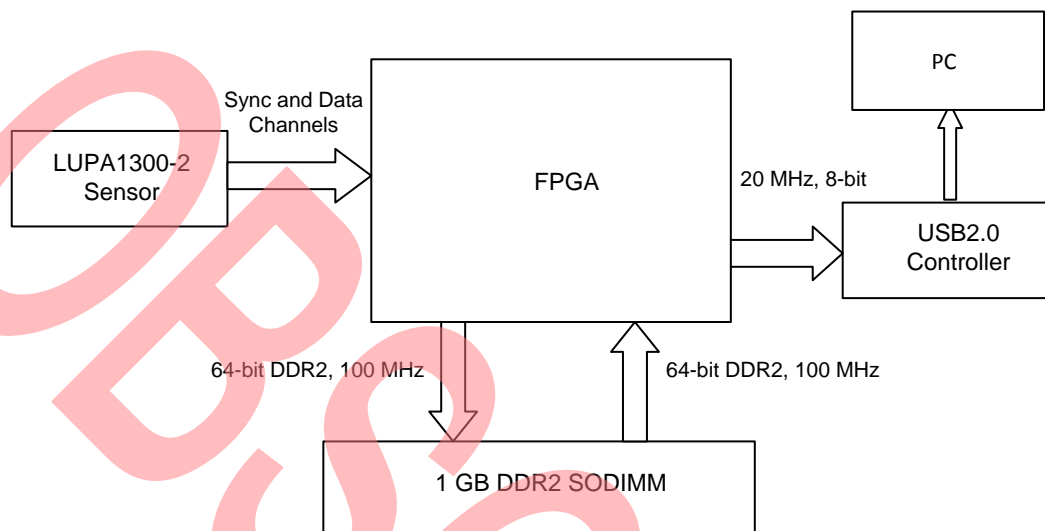 PC
Sync and Data
Channels
LUPA1300-2
Sensor
FPGA
20 MHz, 8-bit
USB2.0
Controller
64-bit DDR2, 100 MHz
64-bit DDR2, 100 MHz
1 GB DDR2 SODIMM